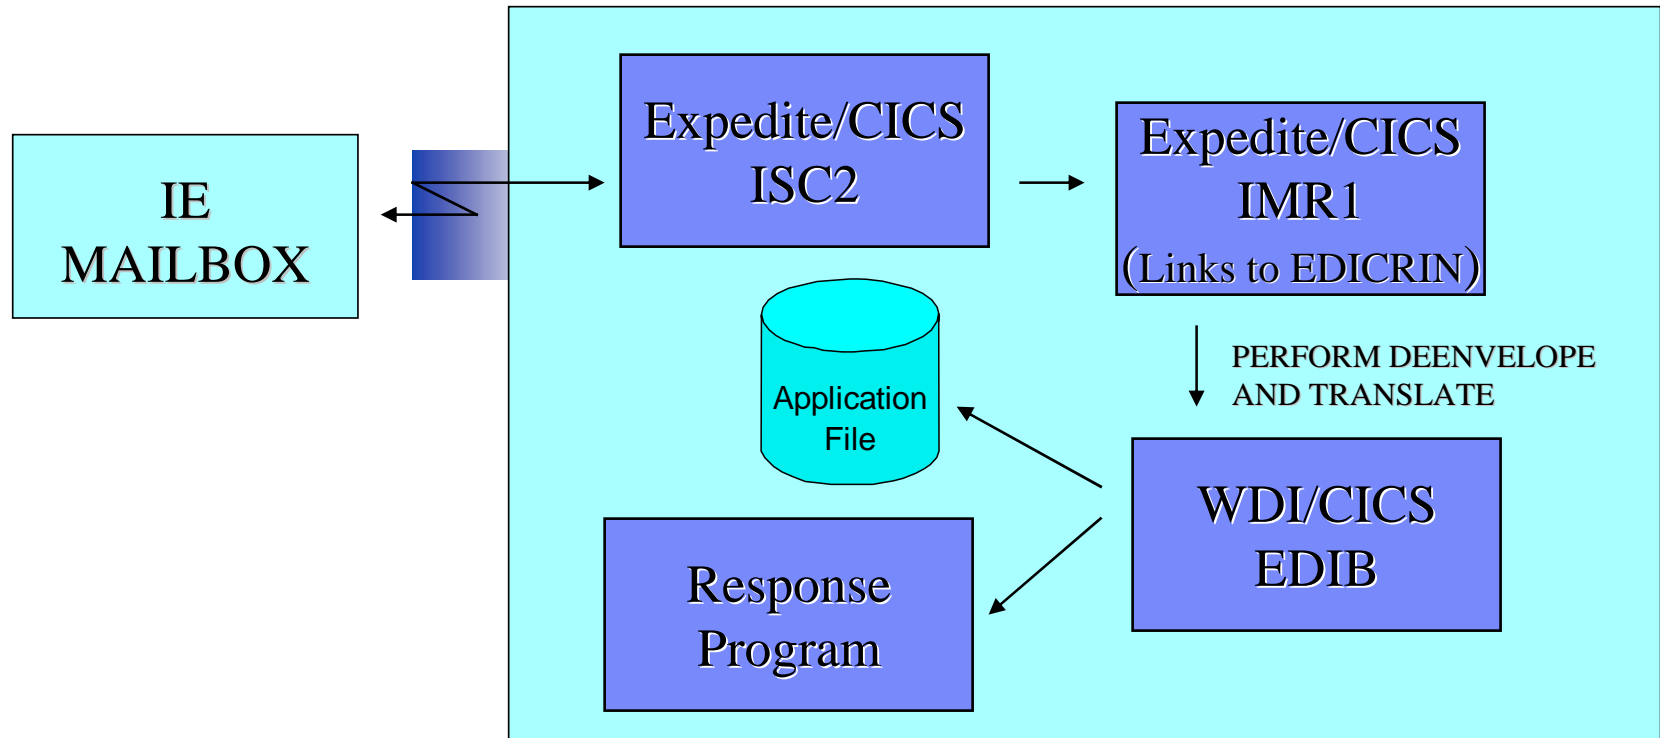 IE
MAILBOX
Expedite/CICS
ISC2
Expedite/CICS
IMR1
(Links to EDICRIN)
PERFORM DEENVELOPE
AND TRANSLATE
Application
File
WDI/CICS
EDIB
Response
Program